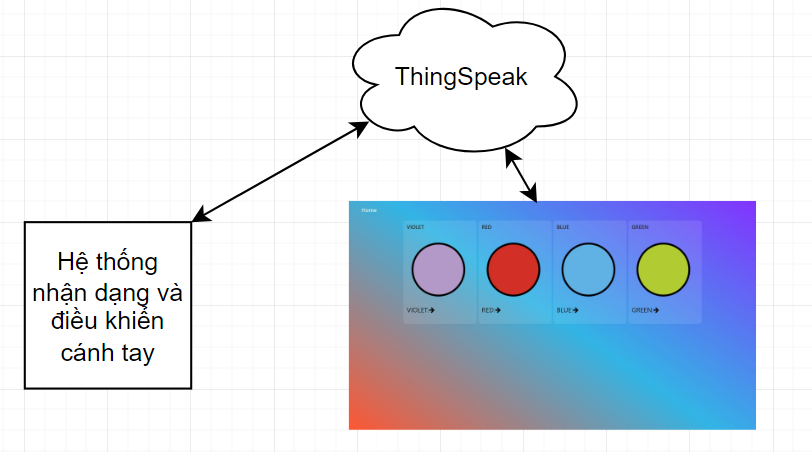 ThingSpeak
Hệ thống
nhận dạng và
điều khiển
cánh tay
Home
VIOLET
RED
BLUE
GREEN
VIOLET:
RED:
BLUE:
GREEN: